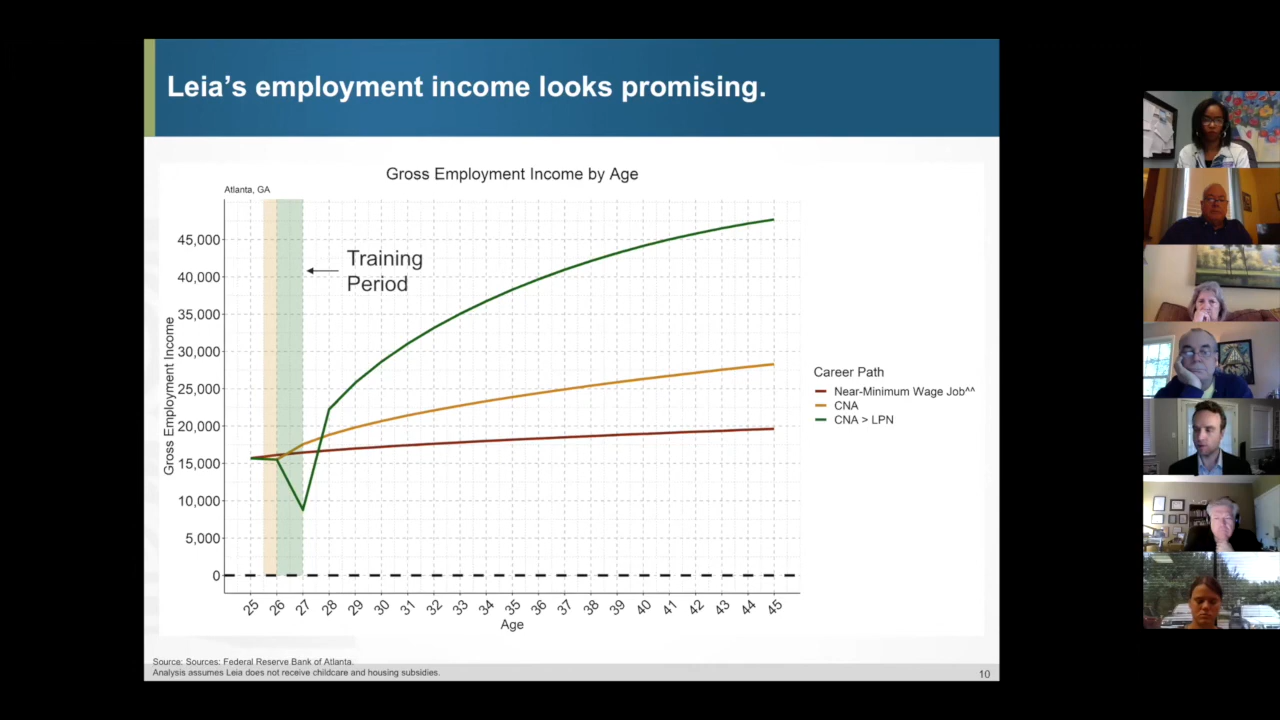 Leia's employment income looks promising.
Gross Employment Income by Age
Atlanta, GA
Training
Period
Gross Employment Income
45,000
40,000
35,000
30,000
25,000
20,000
15,000
10,000
5,000
0
25 26 27 28 29 30 31 32 33 34 35 36 37 38 39 40 41 42 43 44 45
Age
Career Path
Near-Minimum Wage Job^^
CNA
CNA > LPN
Source: Sources: Federal Reserve Bank of Atlanta.
Analysis assumes Leia does not receive childcare and housing subsidies.
10